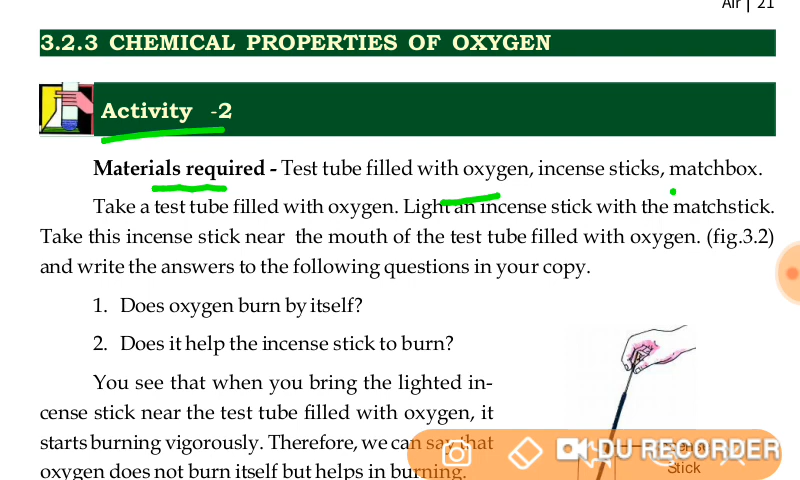 Air | 21
3.2.3 CHEMICAL PROPERTIES OF OXYGEN
Activity -2
Materials required - Test tube filled with oxygen, incense sticks, matchbox.
Take a test tube filled with oxygen. Light an incense stick with the matchstick.
Take this incense stick near the mouth of the test tube filled with oxygen. (fig.3.2)
and write the answers to the following questions in your copy.
1. Does oxygen burn by itself?
2. Does it help the incense stick to burn?
You see that when you bring the lighted in-
cense stick near the test tube filled with oxygen, it
starts burning vigorously. Therefore, we can say that
oxygen does not burn itself but helps in burning.
DU RECORDER
Stick